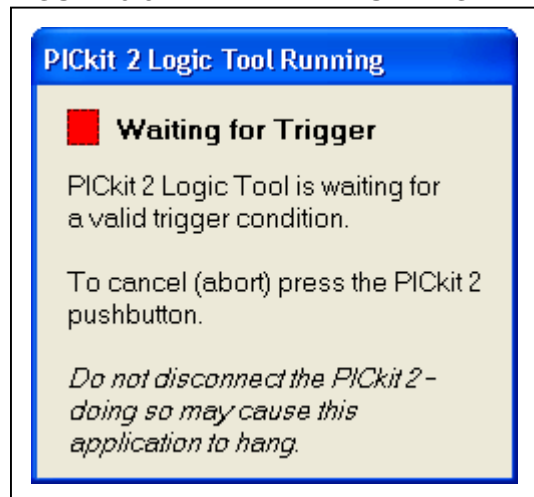 PICkit 2 Logic Tool Running
Waiting for Trigger
PICkit 2 Logic Tool is waiting for
a valid trigger condition.
To cancel (abort) press the PICkit 2
pushbutton.
Do not disconnect the PICkit 2 –
doing so may cause this
application to hang.